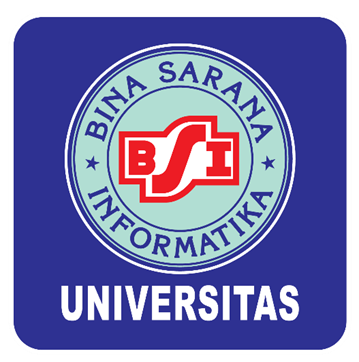 BINA SARANA
BSI
INFORMATIKA
UNIVERSITAS